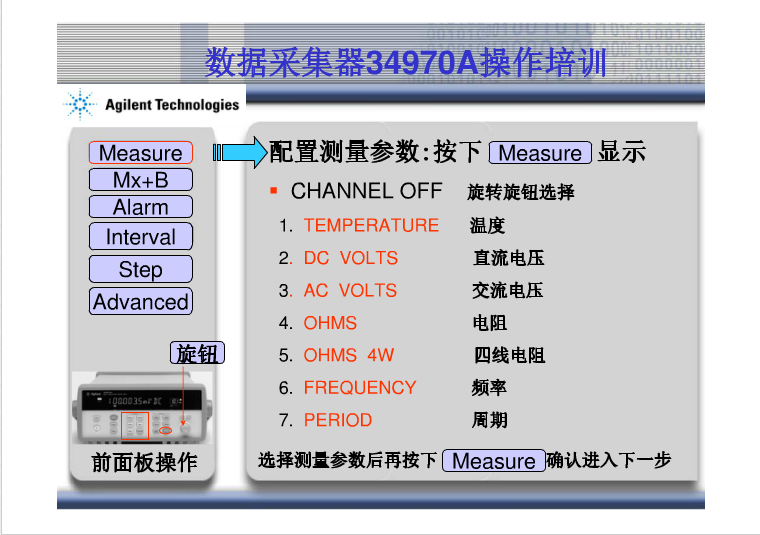 数据采集器34970A操作培训
Agilent Technologies
Measure
Mx+B
Alarm
Interval
Step
Advanced
旋钮
前面板操作
配置测量参数:按下 Measure 显示
CHANNEL OFF 旋转旋钮选择
1. TEMPERATURE 温度
2. DC VOLTS 直流电压
3. AC VOLTS 交流电压
4. OHMS 电阻
5. OHMS 4W 四线电阻
6. FREQUENCY 频率
7. PERIOD 周期
选择测量参数后再按下 Measure 确认进入下一步